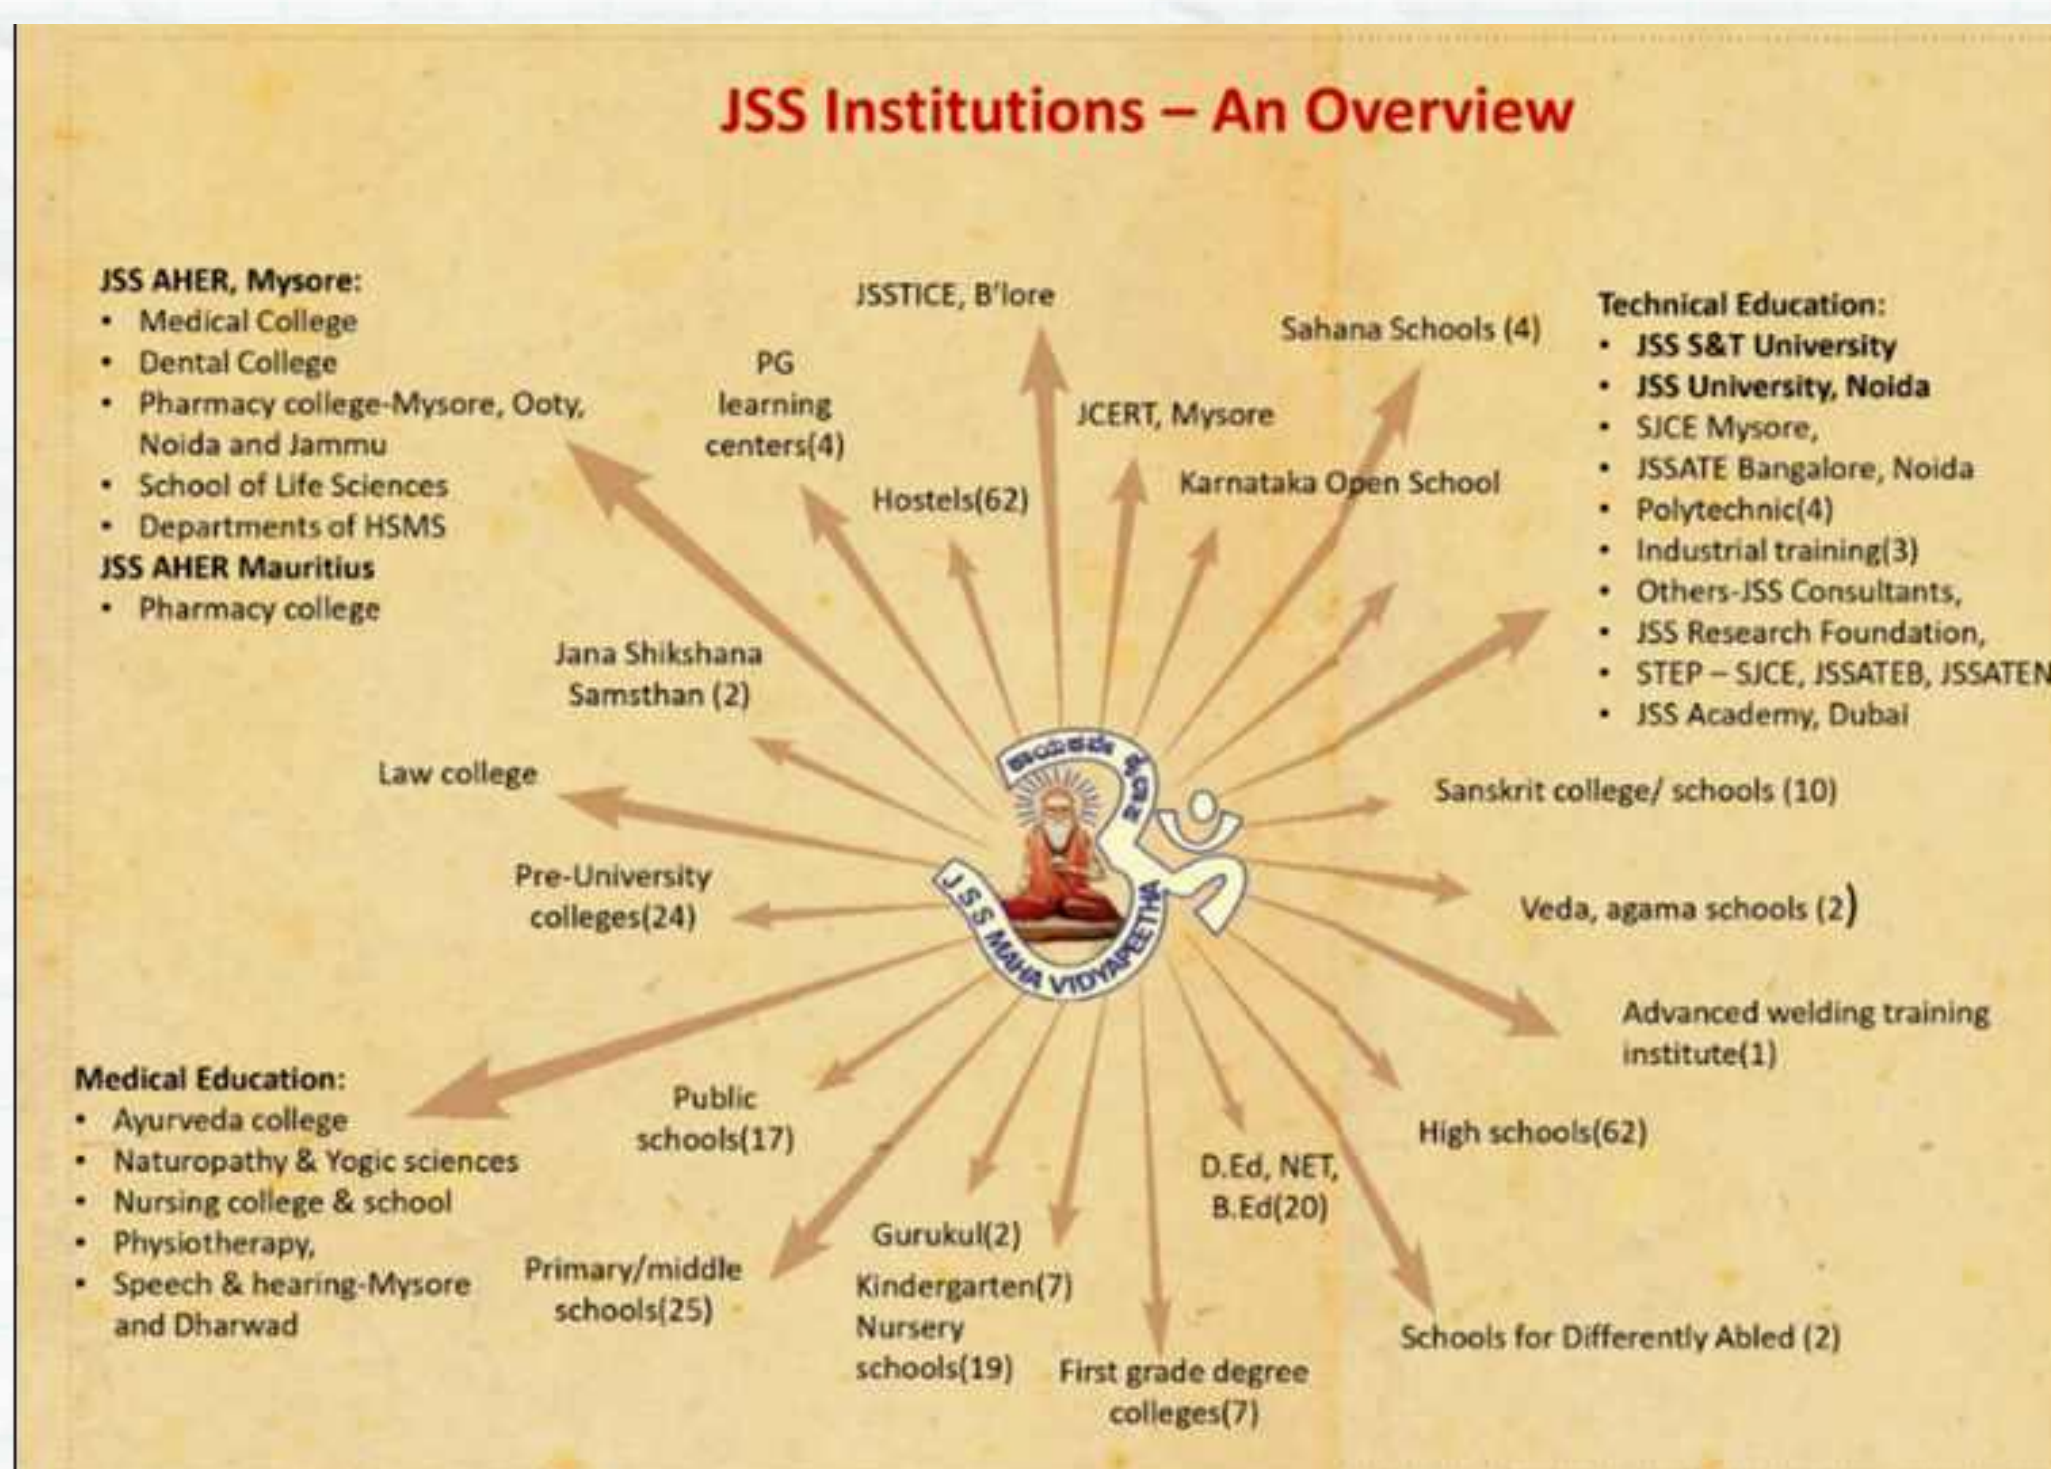 JSS Institutions – An Overview
JSS AHER, Mysore:
• Medical College
• Dental College
• Pharmacy college-Mysore, Ooty,
Noida and Jammu
• School of Life Sciences
• Departments of HSMS
JSS AHER Mauritius
• Pharmacy college
JSSTICE, B'lore
PG
learning
centers(4)
Hostels(62)
JCERT, Mysore
Karnataka Open School
Sahana Schools (4)
Technical Education:
• JSS S&T University
• JSS University, Noida
• SJCE Mysore,
• JSSATE Bangalore, Noida
• Polytechnic(4)
• Industrial training(3)
• Others-JSS Consultants,
• JSS Research Foundation,
• STEP – SJCE, JSSATEB, JSSATEN
• JSS Academy, Dubai
Jana Shikshana
Samsthan (2)
Law college
Pre-University
colleges(24)
ಕಾಯಕವೇ ಕೈಲಾಸ
JSS MAHA VIDYAPEETHA
Sanskrit college/ schools (10)
Veda, agama schools (2)
Advanced welding training
institute(1)
High schools(62)
Schools for Differently Abled (2)
D.Ed, NET,
B.Ed(20)
First grade degree
colleges(7)
Gurukul(2)
Kindergarten(7)
Nursery
schools(19)
Public
schools(17)
Primary/middle
schools(25)
Medical Education:
• Ayurveda college
• Naturopathy & Yogic sciences
• Nursing college & school
• Physiotherapy,
• Speech & hearing-Mysore
and Dharwad